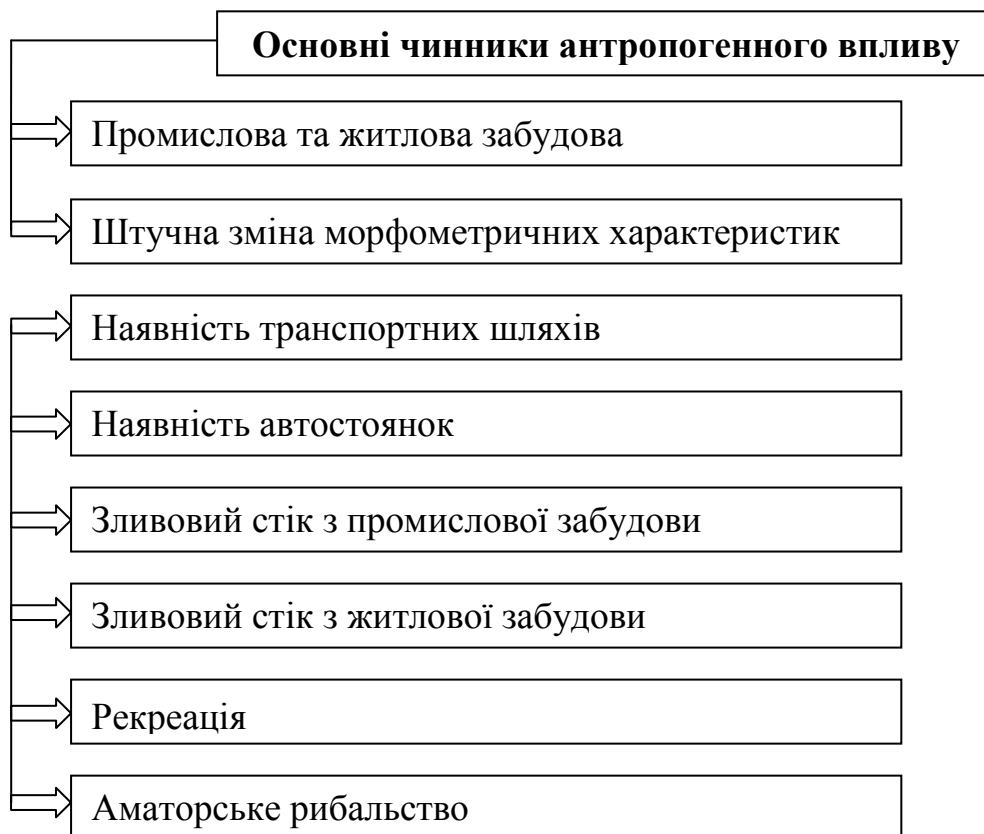 Основні чинники антропогенного впливу
Промислова та житлова забудова
Штучна зміна морфометричних характеристик
Наявність транспортних шляхів
Наявність автостоянок
Зливовий стік з промислової забудови
Зливовий стік з житлової забудови
Рекреація
Аматорське рибальство